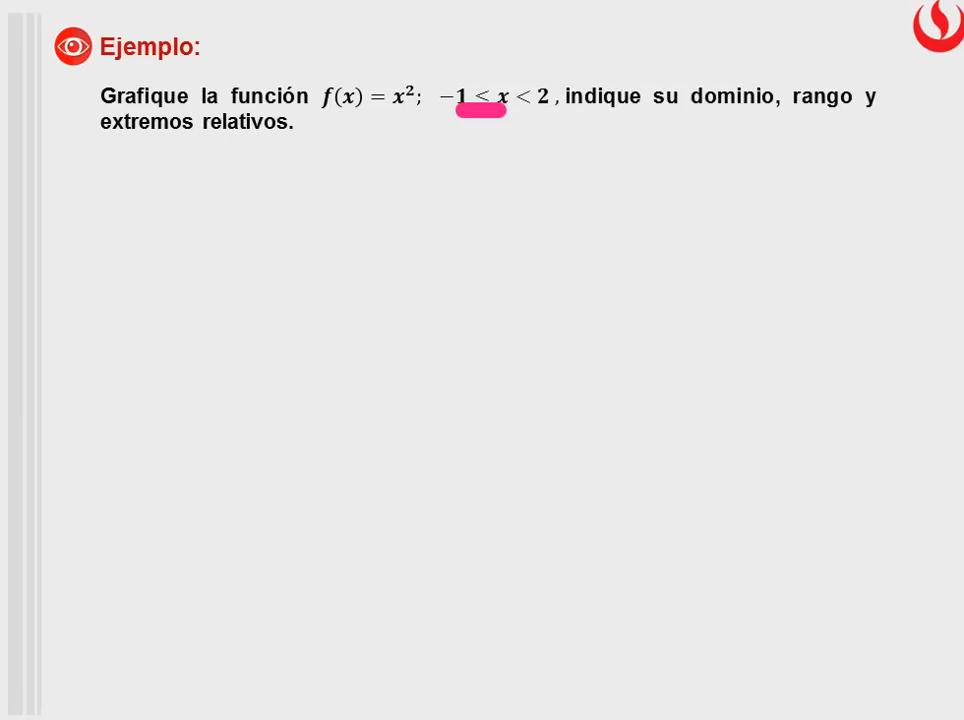 Ejemplo:
Grafique la función f(x) = x²; −1 ≤ x < 2 , indique su dominio, rango y
extremos relativos.